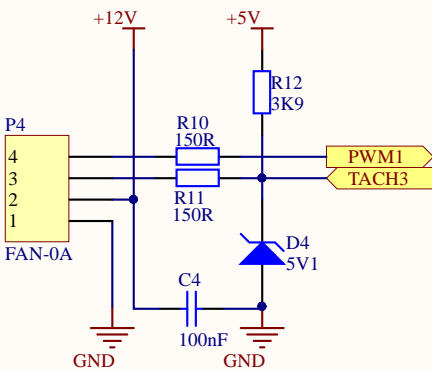 +12V
+5V
R12
3K9
P4
R10
150R
4
PWM1
3
TACH3
2
R11
1
150R
FAN-0A
D4
5V1
C4
100nF
GND
GND